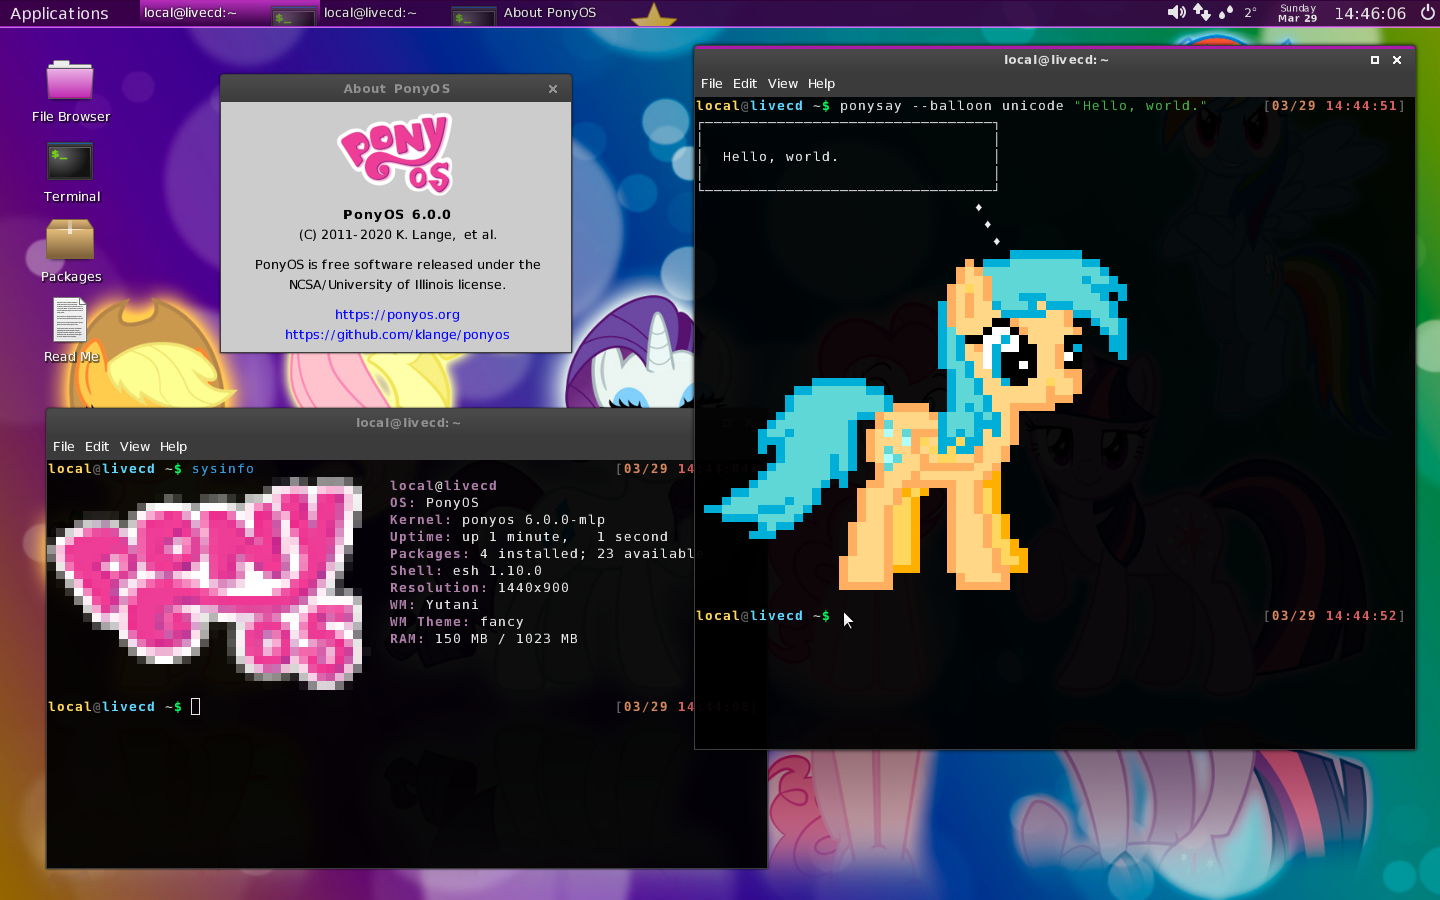 Applications
local@livecd:~
local@livecd:~
About PonyOS
2°
Sunday
Mar 29
14:46:06
File Browser
Terminal
Packages
Read Me
About PonyOS
PONY
OS
PonyOS 6.0.0
(C) 2011-2020 K. Lange, et al.
PonyOS is free software released under the
NCSA/University of Illinois license.
https://ponyos.org
https://github.com/klange/ponyos
local@livecd:~
File Edit View Help
local@livecd ~$ sysinfo [03/29 14
PONY
OS
local@livecd
OS: PonyOS
Kernel: ponyos 6.0.0-mlp
Uptime: up 1 minute, 1 second
Packages: 4 installed; 23 available
Shell: esh 1.10.0
Resolution: 1440x900
WM: Yutani
WM Theme: fancy
RAM: 150 MB / 1023 MB
local@livecd ~$ [03/29 14
local@livecd:~
File Edit View Help
local@livecd ~$ ponysay --balloon unicode "Hello, world." [03/29 14:44:51]
Hello, world.
local@livecd ~$ [03/29 14:44:52]